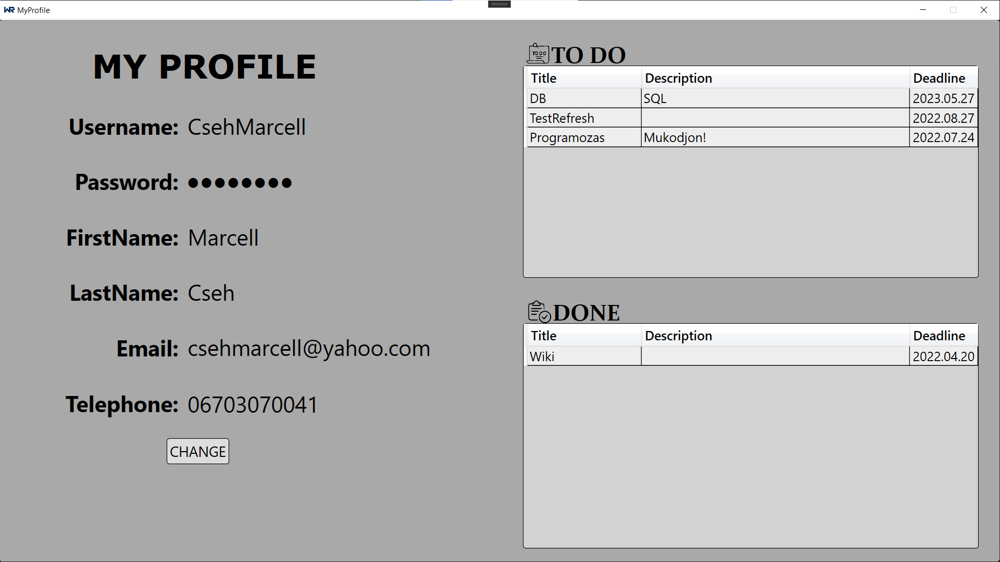 WR MyProfile
MY PROFILE
Username: CsehMarcell
Password: ●●●●●●●●
FirstName: Marcell
LastName: Cseh
Email: csehmarcell@yahoo.com
Telephone: 06703070041
CHANGE
TO DO TO DO
Title Description Deadline
DB SQL 2023.05.27
TestRefresh 2022.08.27
Programozas Mukodjon! 2022.07.24
DONE
Title Description Deadline
Wiki 2022.04.20